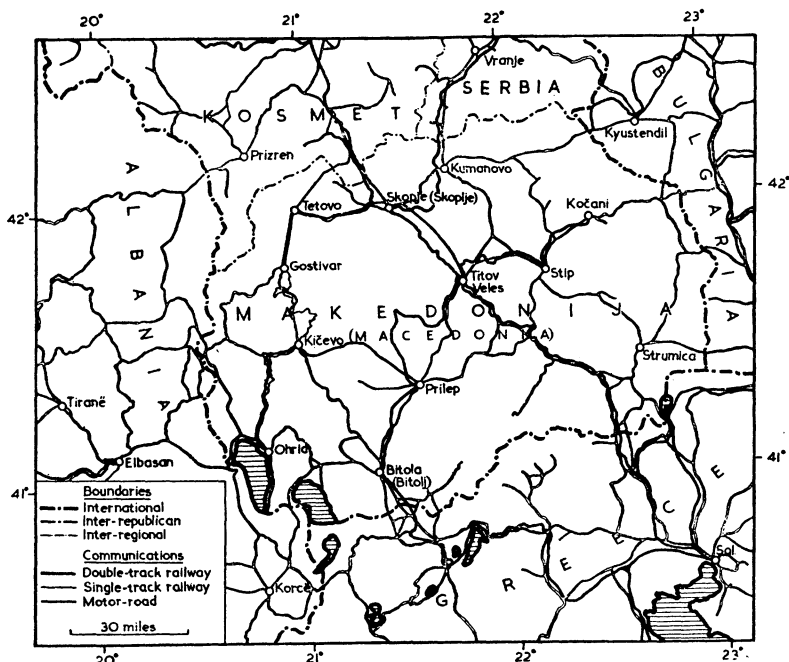 20° 21° 22° 23°
Vranje
SERBIA
BULGARIA
KOSMET
Kyustendil
Prizren
Kumanovo
ALBANIA
42° 42°
Tetovo
Skopje (Skoplje)
Kočani
Gostivar
Titov
Veles
Štip
MAKEDONIJA
(MACEDONIA)
Kičevo
Strumica
Tiranë
Prilep
Ohrid
Elbasan
Bitola
(Bitolj)
41° 41°
GREECE
Sal.
Korcë
Boundaries
International
Inter-republican
Inter-regional
Communications
Double-track railway
Single-track railway
Motor-road
30 miles
20° 21° 22° 23°